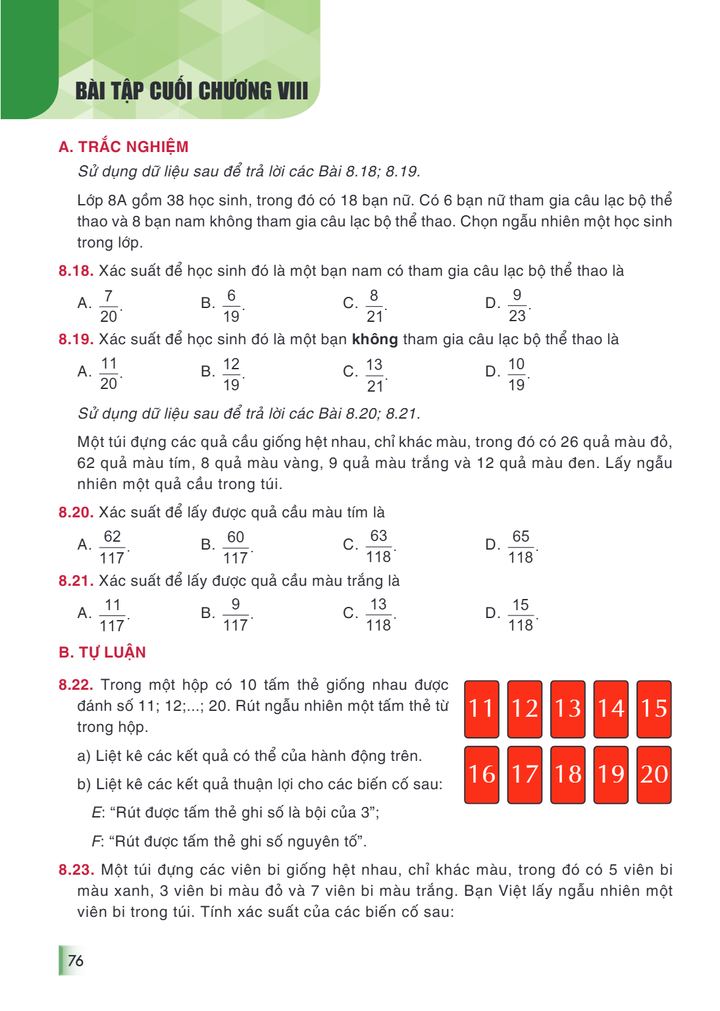 BÀI TẬP CUỐI CHƯƠNG VIII
A. TRẮC NGHIỆM
Sử dụng dữ liệu sau để trả lời các Bài 8.18; 8.19.
Lớp 8A gồm 38 học sinh, trong đó có 18 bạn nữ. Có 6 bạn nữ tham gia câu lạc bộ thể
thao và 8 bạn nam không tham gia câu lạc bộ thể thao. Chọn ngẫu nhiên một học sinh
trong lớp.
8.18. Xác suất để học sinh đó là một bạn nam có tham gia câu lạc bộ thể thao là
A. 7/20. B. 6/19. C. 8/21. D. 9/23.
8.19. Xác suất để học sinh đó là một bạn không tham gia câu lạc bộ thể thao là
A. 11/20. B. 12/19. C. 13/21. D. 10/19.
Sử dụng dữ liệu sau để trả lời các Bài 8.20; 8.21.
Một túi đựng các quả cầu giống hệt nhau, chỉ khác màu, trong đó có 26 quả màu đỏ,
62 quả màu tím, 8 quả màu vàng, 9 quả màu trắng và 12 quả màu đen. Lấy ngẫu
nhiên một quả cầu trong túi.
8.20. Xác suất để lấy được quả cầu màu tím là
A. 62/117. B. 60/117. C. 63/118. D. 65/118.
8.21. Xác suất để lấy được quả cầu màu trắng là
A. 11/117. B. 9/117. C. 13/118. D. 15/118.
B. TỰ LUẬN
8.22. Trong một hộp có 10 tấm thẻ giống nhau được
đánh số 11; 12;...; 20. Rút ngẫu nhiên một tấm thẻ từ
trong hộp.
a) Liệt kê các kết quả có thể của hành động trên.
b) Liệt kê các kết quả thuận lợi cho các biến cố sau:
E: “Rút được tấm thẻ ghi số là bội của 3”;
F: “Rút được tấm thẻ ghi số nguyên tố”.
11 12 13 14 15
16 17 18 19 20
8.23. Một túi đựng các viên bi giống hệt nhau, chỉ khác màu, trong đó có 5 viên bi
màu xanh, 3 viên bi màu đỏ và 7 viên bi màu trắng. Bạn Việt lấy ngẫu nhiên một
viên bi trong túi. Tính xác suất của các biến cố sau:
76